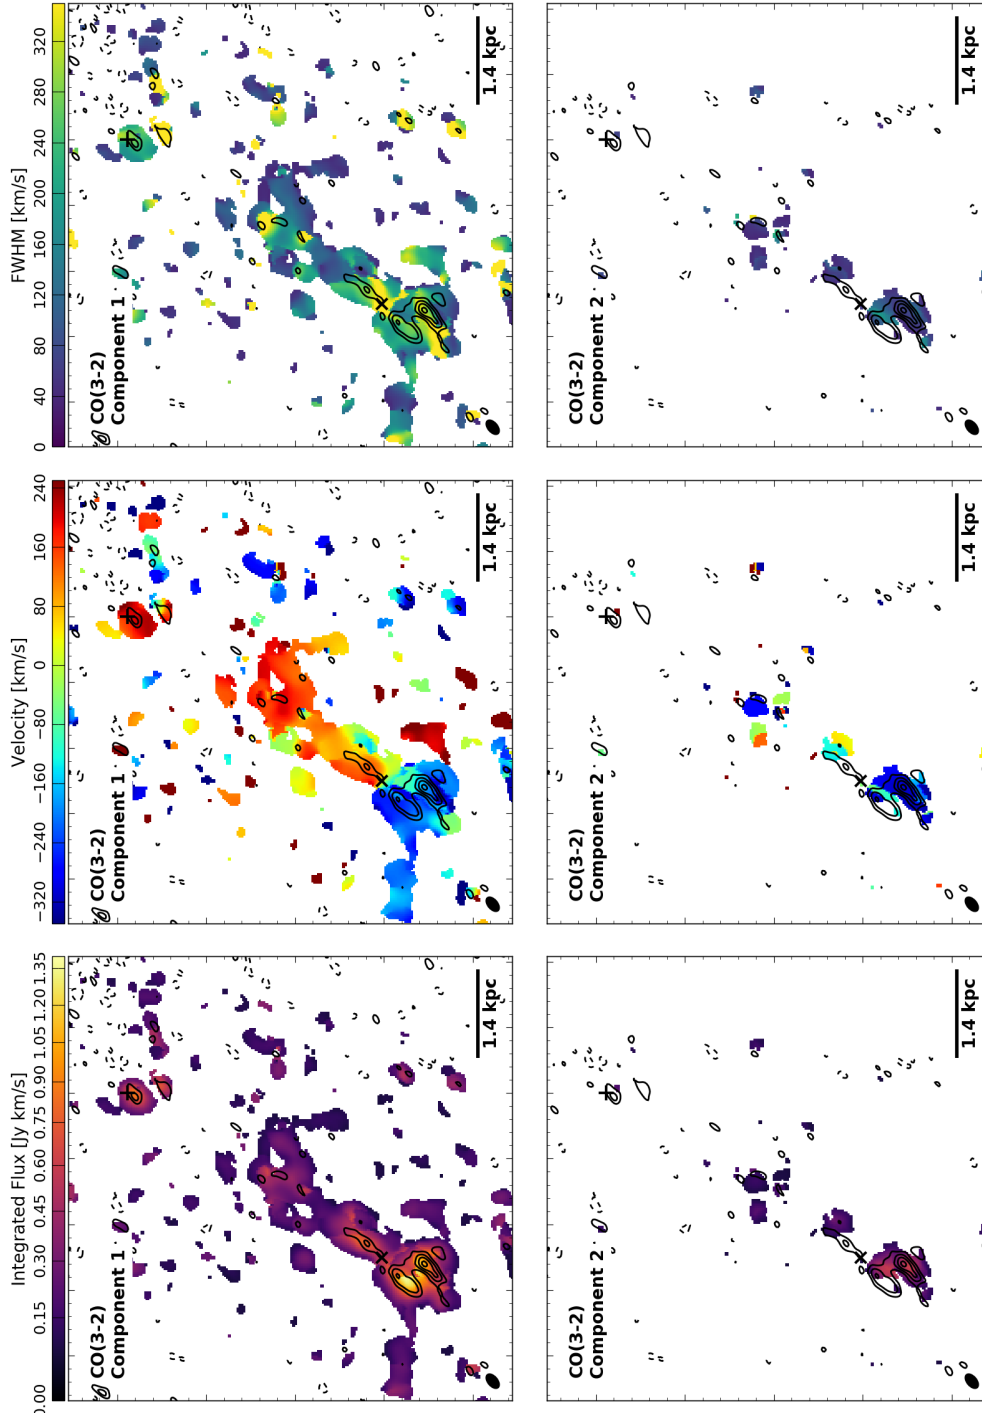 FWHM [km/s]
0 40 80 120 160 200 240 280 320
CO(3-2)
Component 1
1.4 kpc
CO(3-2)
Component 2
1.4 kpc
Velocity [km/s]
−320 −240 −160 −80 0 80 160 240
CO(3-2)
Component 1
1.4 kpc
CO(3-2)
Component 2
1.4 kpc
Integrated Flux [Jy km/s]
0.00 0.15 0.30 0.45 0.60 0.75 0.90 1.05 1.20 1.35
CO(3-2)
Component 1
1.4 kpc
CO(3-2)
Component 2
1.4 kpc